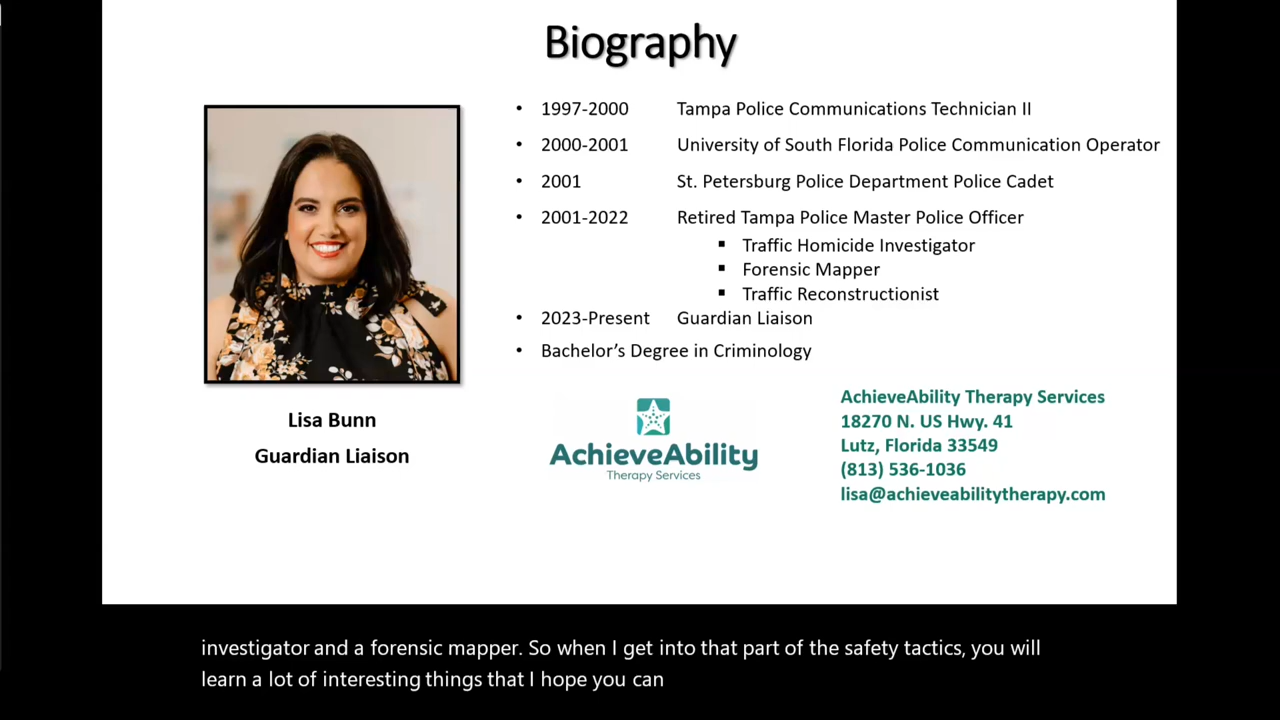 Biography
• 1997-2000 Tampa Police Communications Technician II
• 2000-2001 University of South Florida Police Communication Operator
• 2001 St. Petersburg Police Department Police Cadet
• 2001-2022 Retired Tampa Police Master Police Officer
▪ Traffic Homicide Investigator
▪ Forensic Mapper
▪ Traffic Reconstructionist
• 2023-Present Guardian Liaison
• Bachelor’s Degree in Criminology
Lisa Bunn
Guardian Liaison
AchieveAbility
Therapy Services
AchieveAbility Therapy Services
18270 N. US Hwy. 41
Lutz, Florida 33549
(813) 536-1036
lisa@achieveabilitytherapy.com
investigator and a forensic mapper. So when I get into that part of the safety tactics, you will
learn a lot of interesting things that I hope you can